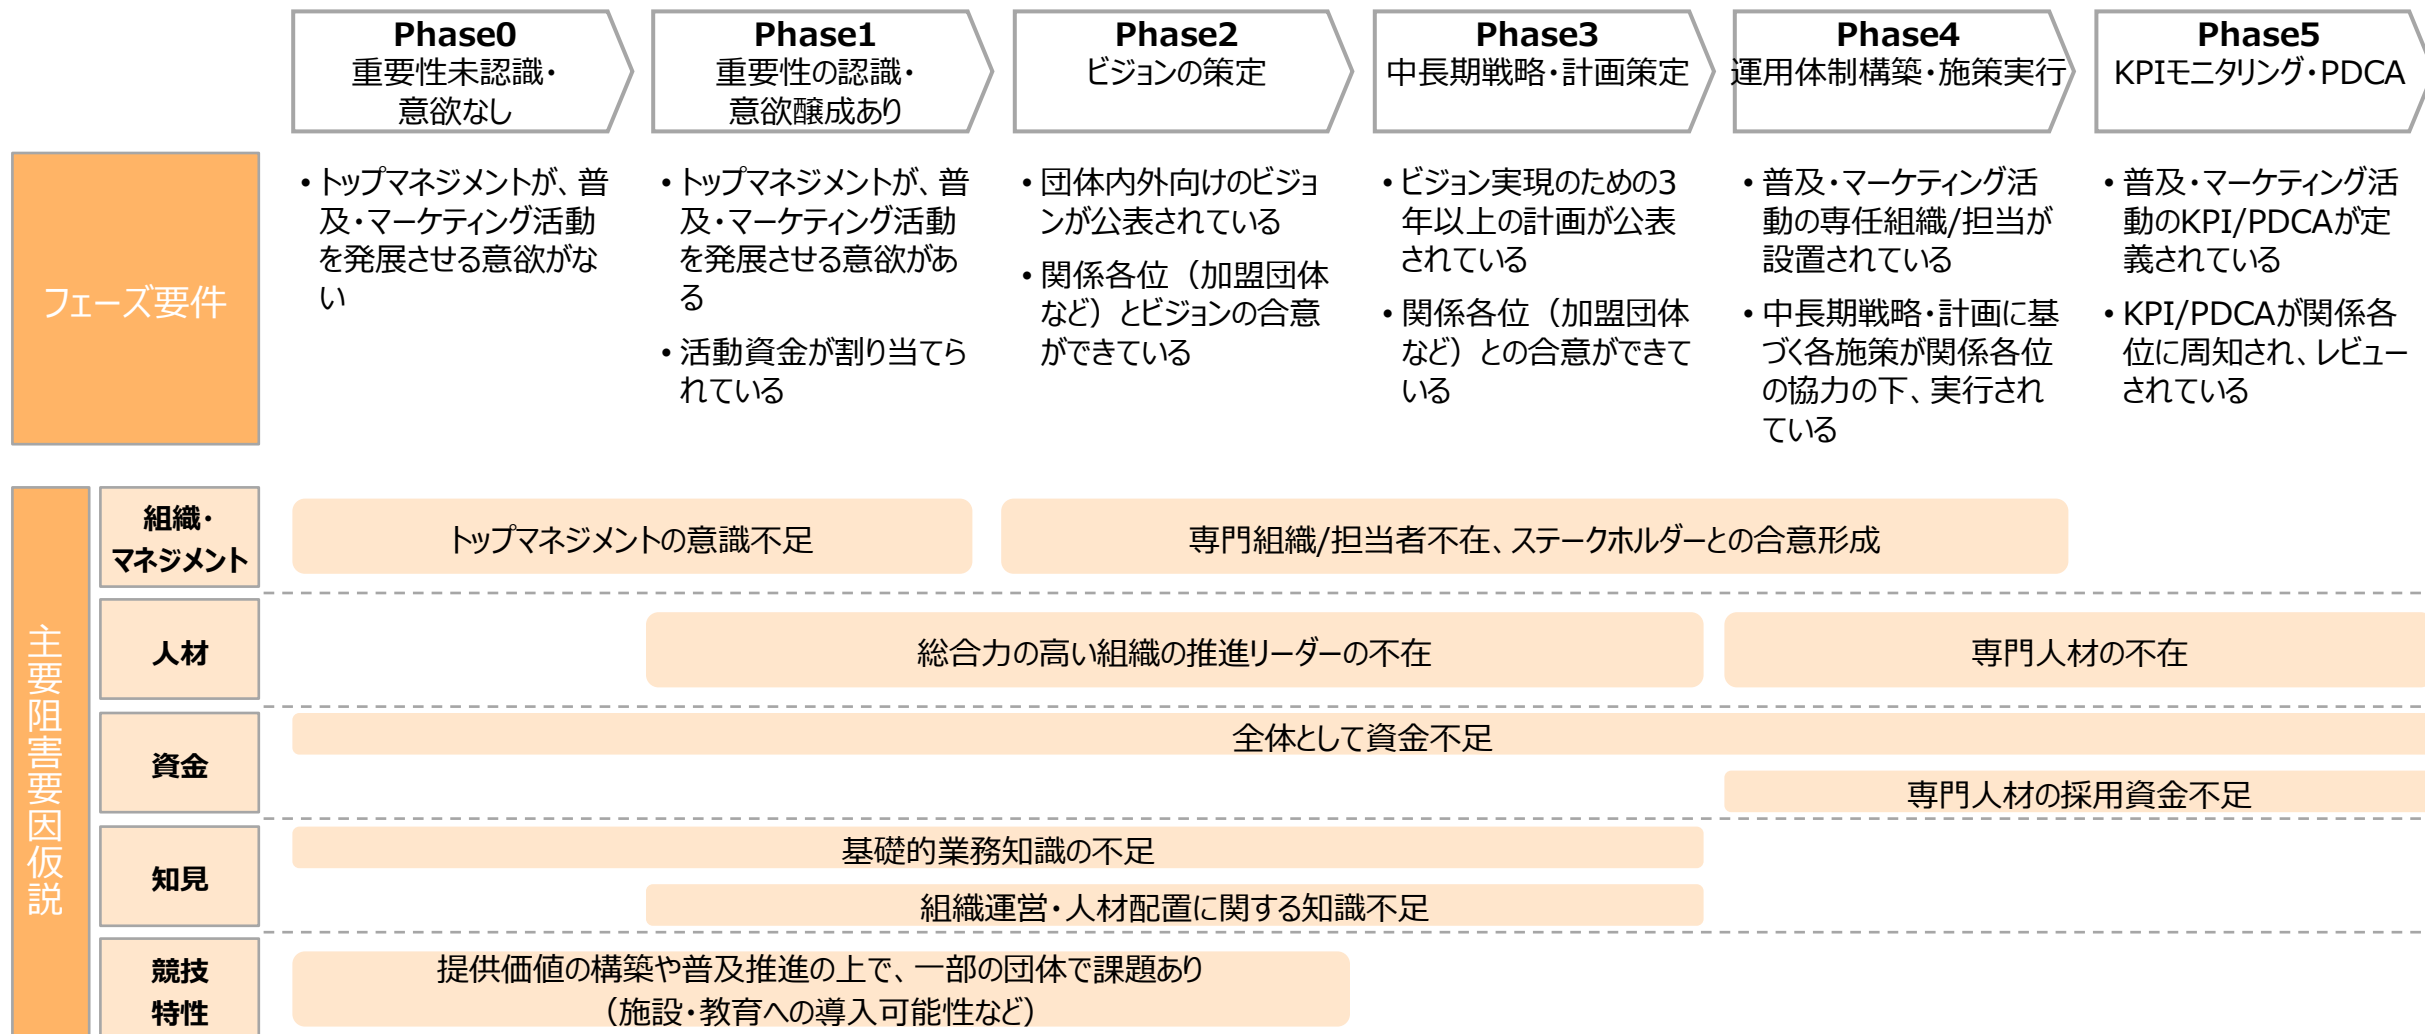 Phase0
重要性未認識・
意欲なし
Phase1
重要性の認識・
意欲醸成あり
Phase2
ビジョンの策定
Phase3
中長期戦略・計画策定
Phase4
運用体制構築・施策実行
Phase5
KPIモニタリング・PDCA
フェーズ要件
• トップマネジメントが、普
及・マーケティング活動
を発展させる意欲がな
い
• トップマネジメントが、普
及・マーケティング活動
を発展させる意欲があ
る
• 活動資金が割り当てら
れている
• 団体内外向けのビジョ
ンが公表されている
• 関係各位（加盟団体
など）とビジョンの合意
ができている
• ビジョン実現のための3
年以上の計画が公表
されている
• 関係各位（加盟団体
など）との合意ができて
いる
• 普及・マーケティング活
動の専任組織/担当が
設置されている
• 中長期戦略・計画に基
づく各施策が関係各位
の協力の下、実行され
ている
• 普及・マーケティング活
動のKPI/PDCAが定
義されている
• KPI/PDCAが関係各
位に周知され、レビュー
されている
主要阻害要因仮説
組織・
マネジメント
トップマネジメントの意識不足
専門組織/担当者不在、ステークホルダーとの合意形成
人材
総合力の高い組織の推進リーダーの不在
専門人材の不在
資金
全体として資金不足
専門人材の採用資金不足
知見
基礎的業務知識の不足
組織運営・人材配置に関する知識不足
競技
特性
提供価値の構築や普及推進の上で、一部の団体で課題あり
（施設・教育への導入可能性など）